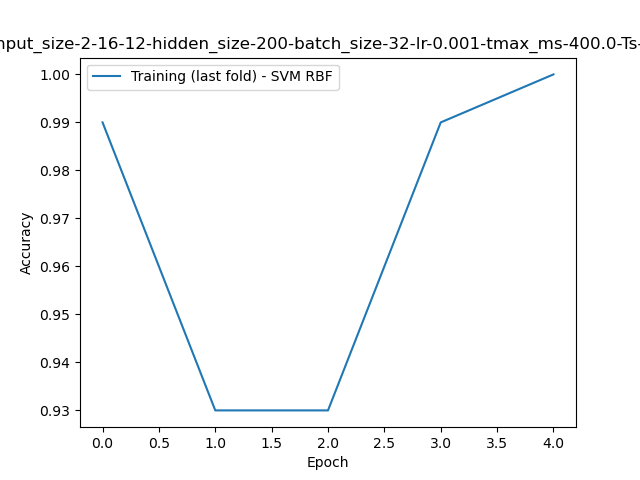 nput_size-2-16-12-hidden_size-200-batch_size-32-lr-0.001-tmax_ms-400.0-Ts-
Training (last fold) - SVM RBF
1.00
0.99
0.98
0.97
0.96
0.95
0.94
0.93
Accuracy
0.0 0.5 1.0 1.5 2.0 2.5 3.0 3.5 4.0
Epoch